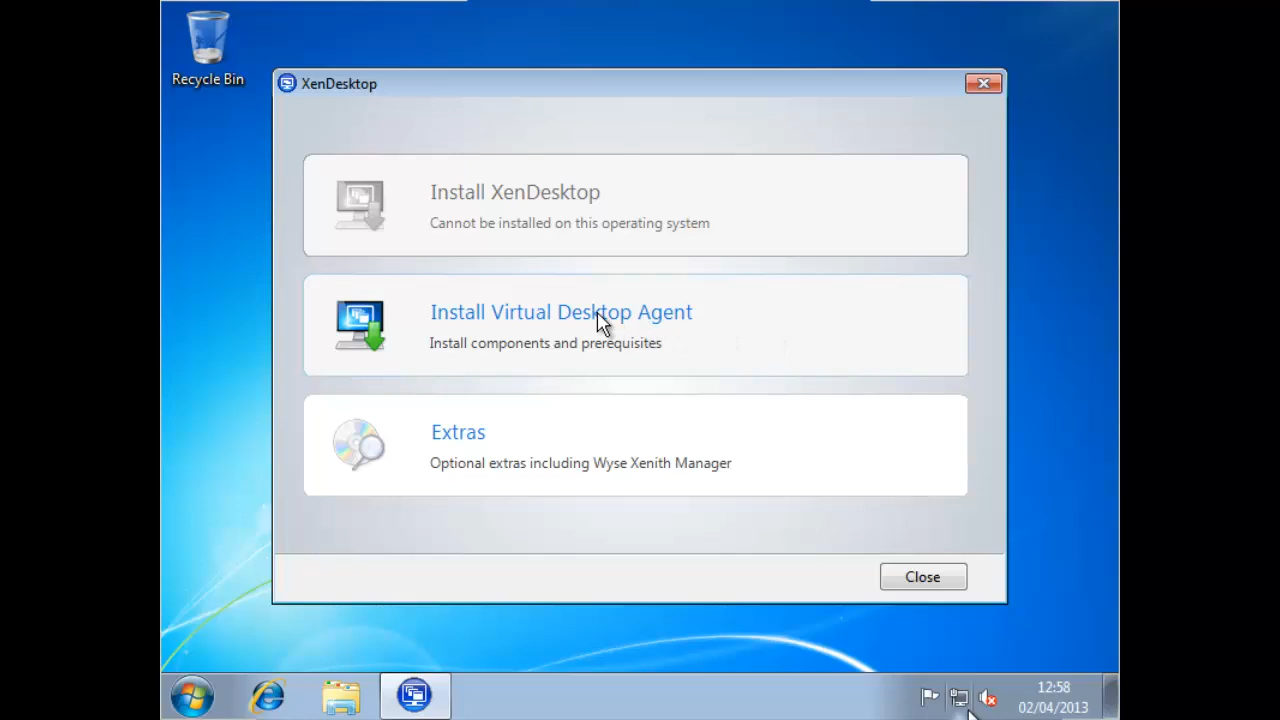 Recycle Bin
XenDesktop
Install XenDesktop
Cannot be installed on this operating system
Install Virtual Desktop Agent
Install components and prerequisites
Extras
Optional extras including Wyse Xenith Manager
Close
12:58
02/04/2013